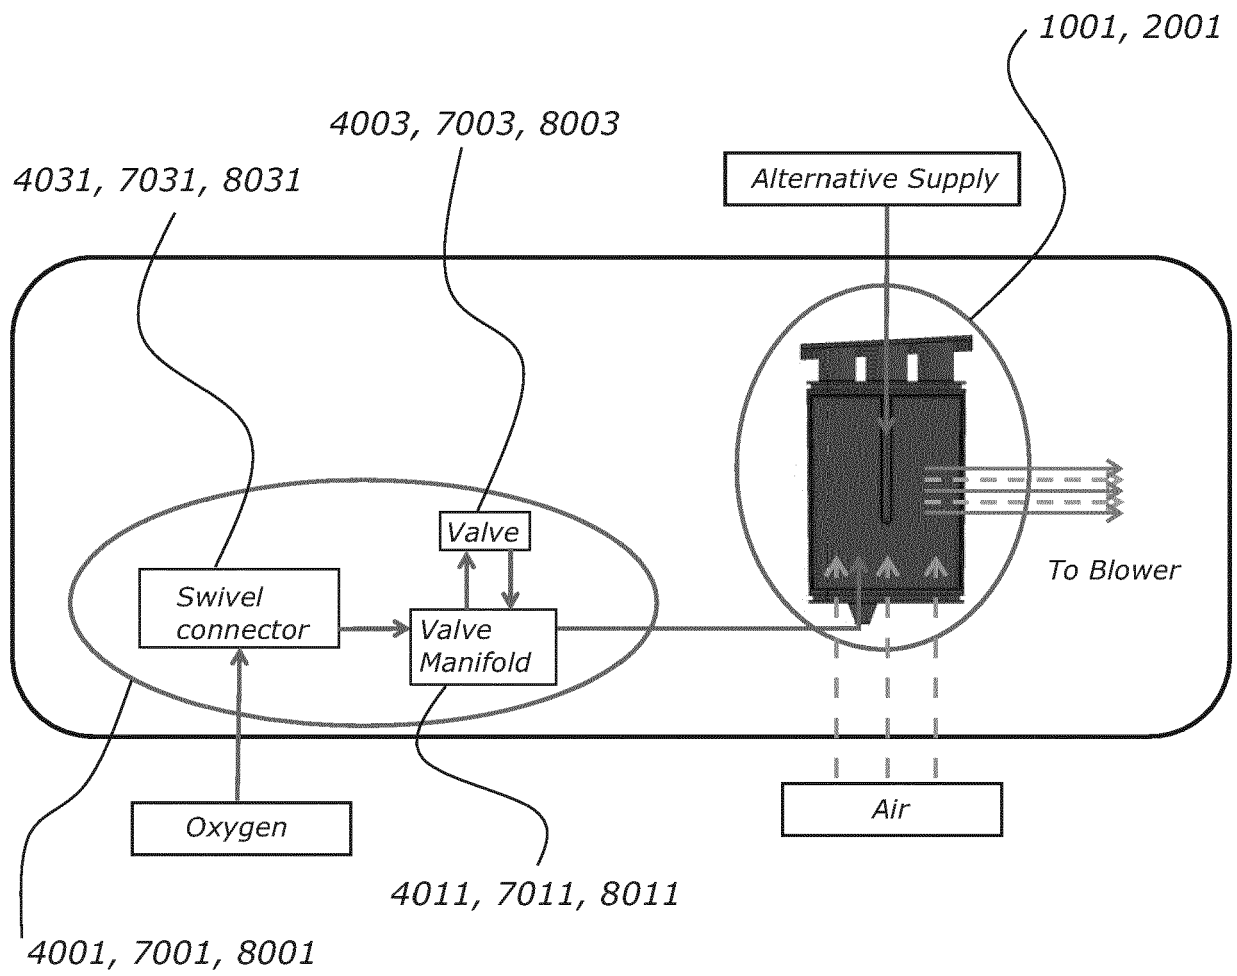 1001, 2001
4003, 7003, 8003
4031, 7031, 8031
Alternative Supply
Valve
Swivel
connector
Valve
Manifold
To Blower
Oxygen
Air
4011, 7011, 8011
4001, 7001, 8001